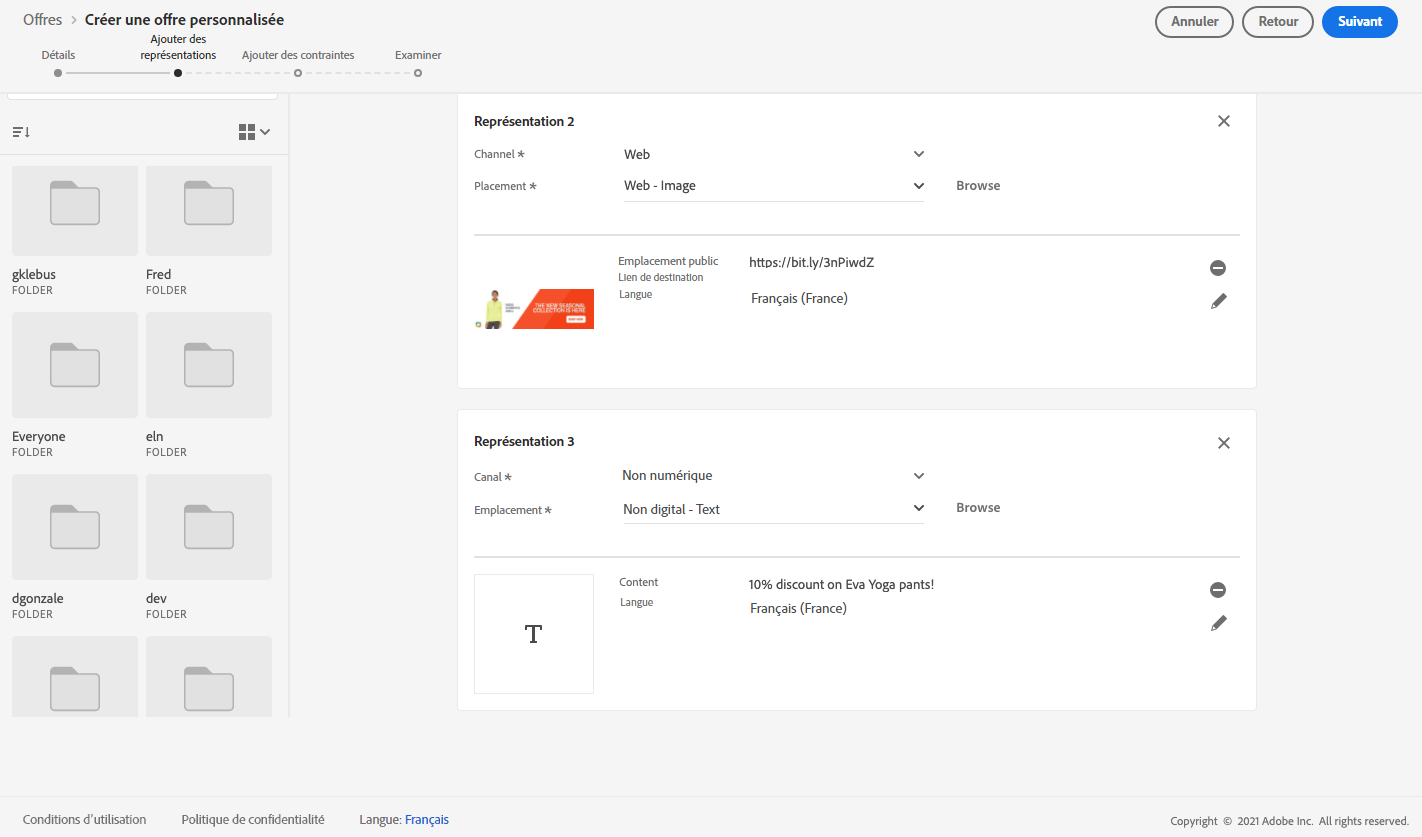 Offres > Créer une offre personnalisée
Annuler
Retour
Suivant
Détails
Ajouter des
représentations
Ajouter des contraintes
Examiner
gklebus
FOLDER
Fred
FOLDER
Everyone
FOLDER
eln
FOLDER
dgonzale
FOLDER
dev
FOLDER
Représentation 2
Channel *
Web
Placement *
Web - Image
Browse
THE NEW SEASONAL
COLLECTION IS HERE
Emplacement public
https://bit.ly/3nPiwdZ
Lien de destination
Langue
Français (France)
Représentation 3
Canal *
Non numérique
Emplacement *
Non digital - Text
Browse
T
Content
10% discount on Eva Yoga pants!
Langue
Français (France)
Conditions d'utilisation
Politique de confidentialité
Langue: Français
Copyright © 2021 Adobe Inc. All rights reserved.